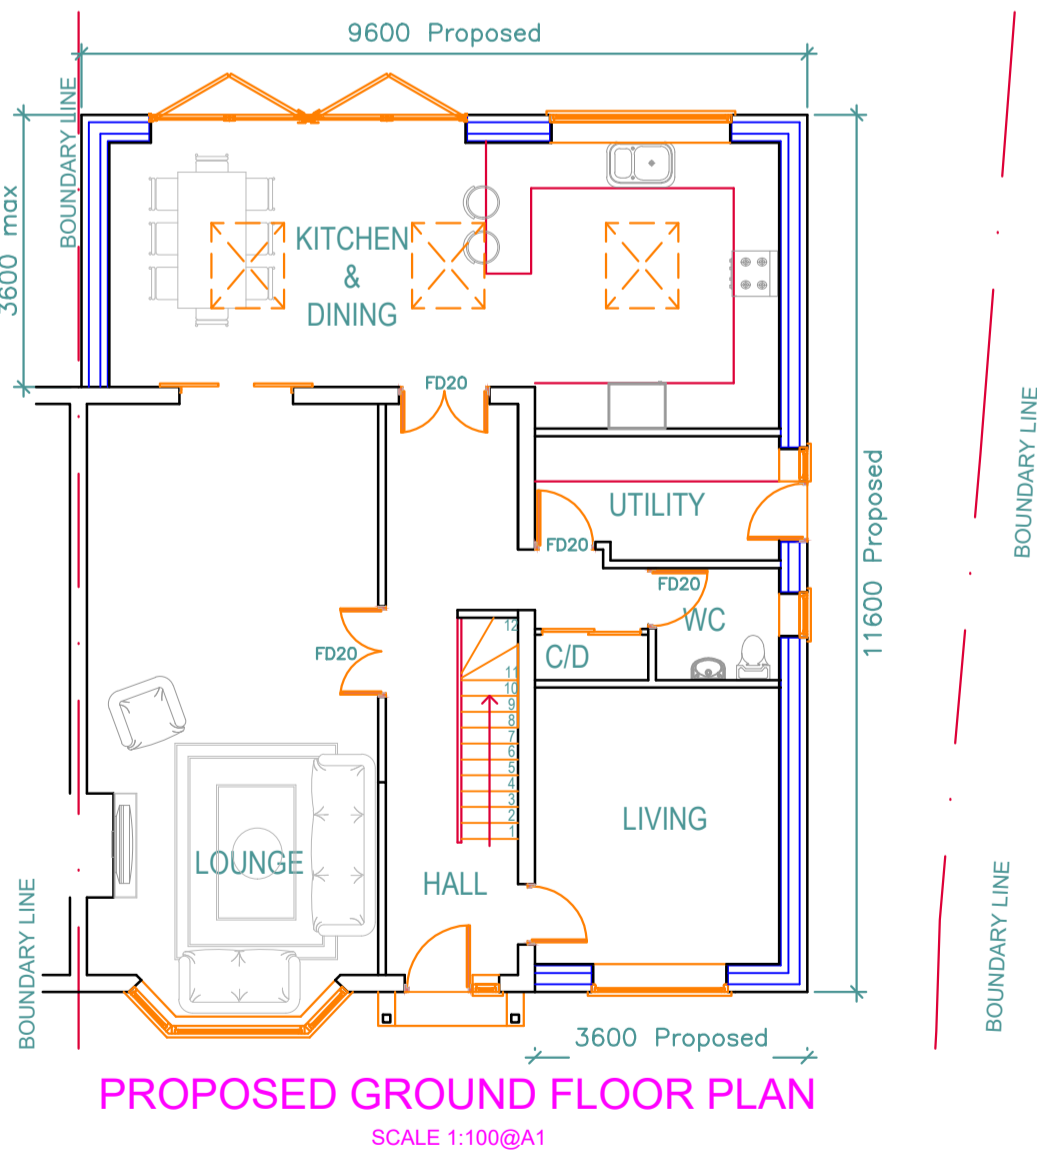 9600 Proposed
BOUNDARY LINE
3600 max
KITCHEN
&
DINING
FD20
BOUNDARY LINE
11600 Proposed
UTILITY
FD20
FD20
WC
FD20
C/D
12
11
10
9
8
7
6
5
4
3
2
1
LIVING
LOUNGE
HALL
BOUNDARY LINE
BOUNDARY LINE
3600 Proposed
PROPOSED GROUND FLOOR PLAN
SCALE 1:100@A1